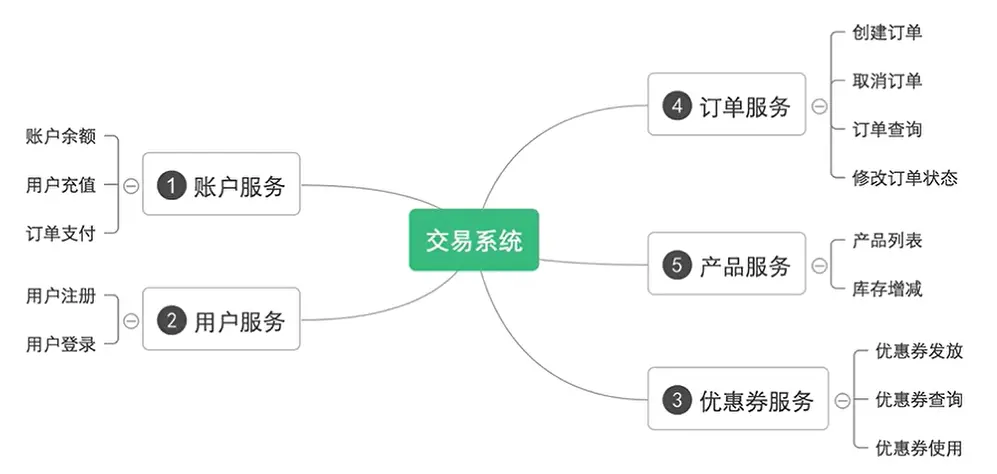 交易系统
1 账户服务
账户余额
用户充值
订单支付
2 用户服务
用户注册
用户登录
4 订单服务
创建订单
取消订单
订单查询
修改订单状态
5 产品服务
产品列表
库存增减
3 优惠券服务
优惠券发放
优惠券查询
优惠券使用